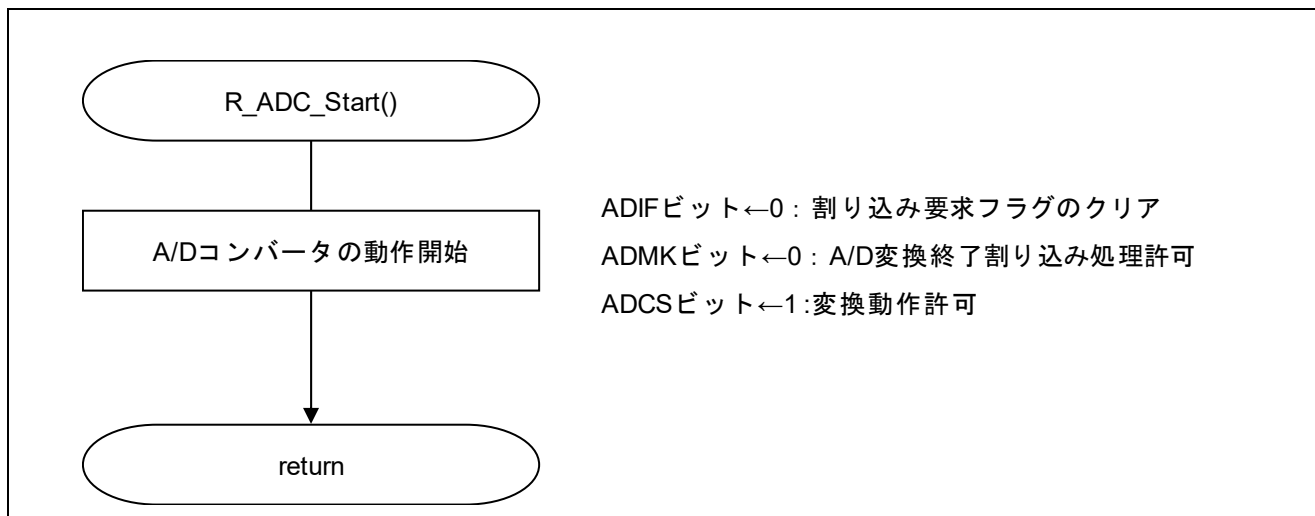 R_ADC_Start()
A/Dコンバータの動作開始
ADIFビット←0：割り込み要求フラグのクリア
ADMKビット←0：A/D変換終了割り込み処理許可
ADCSビット←1:変換動作許可
return